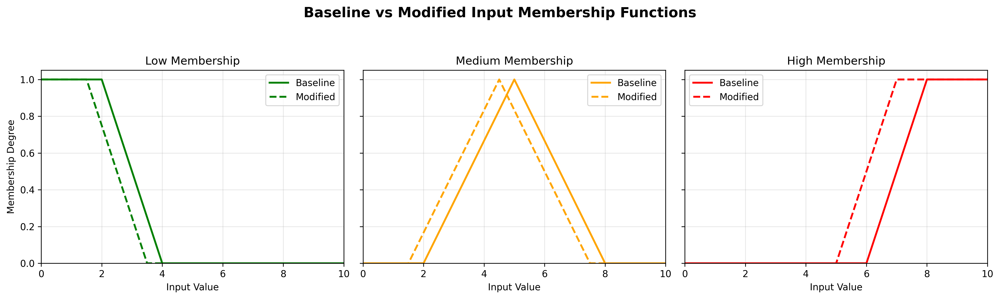 Baseline vs Modified Input Membership Functions
Low Membership
Medium Membership
High Membership
Baseline
Modified
Baseline
Modified
Baseline
Modified
Membership Degree
1.0
0.8
0.6
0.4
0.2
0.0
0 2 4 6 8 10
0 2 4 6 8 10
0 2 4 6 8 10
Input Value
Input Value
Input Value